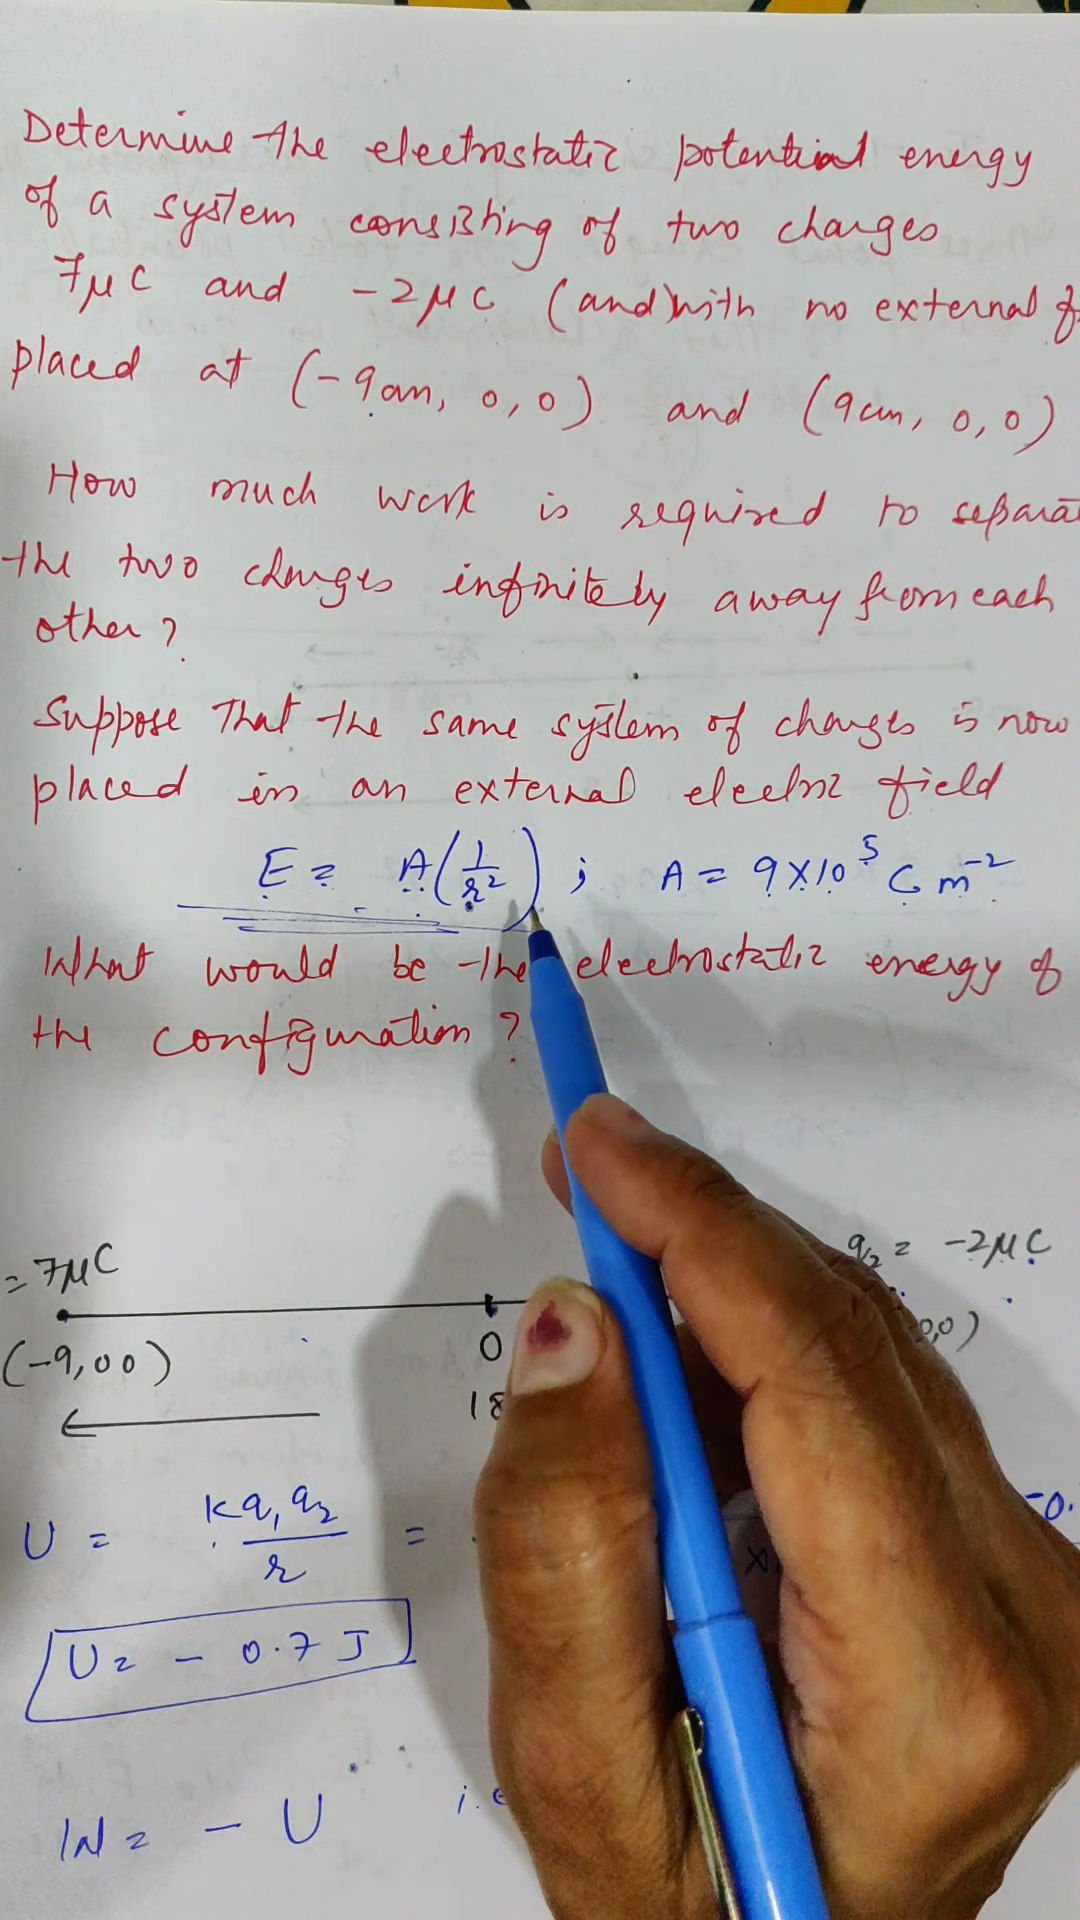 Determine the electrostatic potential energy
of a system consisting of two charges
7μC and -2μC (and) with no external f
placed at (-9cm, 0,0) and (9cm, 0,0)
How much work is required to separat
the two charges infinitely away from each
other?
Suppose That the same system of charges is now
placed in an external electric field
E = A(1/r²) ; A = 9×10⁵ C m⁻²
What would be the electrostatic energy of
the configuration?
= 7μC q₂ = -2μC
(-9,00) 0 0,0)
18
U = kq₁q₂/r = -0.
U = - 0.7 J
W = - U i.e